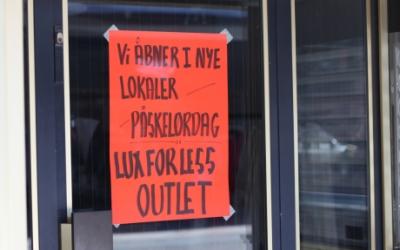 Vi ÅBNER I NYE
LOKALER
PÅSKELØRDAG
LUX FOR LESS
OUTLET